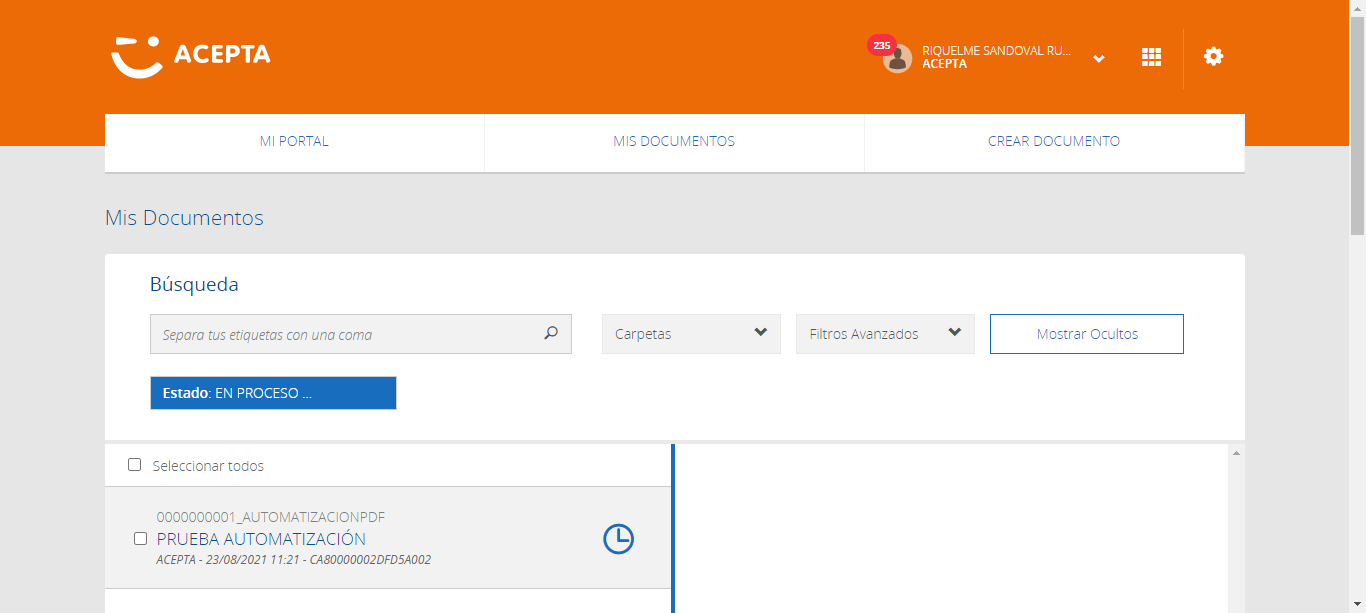 ACEPTA
235
RIQUELME SANDOVAL RU...
ACEPTA
MI PORTAL
MIS DOCUMENTOS
CREAR DOCUMENTO
Mis Documentos
Búsqueda
Separa tus etiquetas con una coma
Carpetas
Filtros Avanzados
Mostrar Ocultos
Estado: EN PROCESO ...
Seleccionar todos
0000000001_AUTOMATIZACIONPDF
PRUEBA AUTOMATIZACIÓN
ACEPTA - 23/08/2021 11:21 - CA80000002DFD5A002